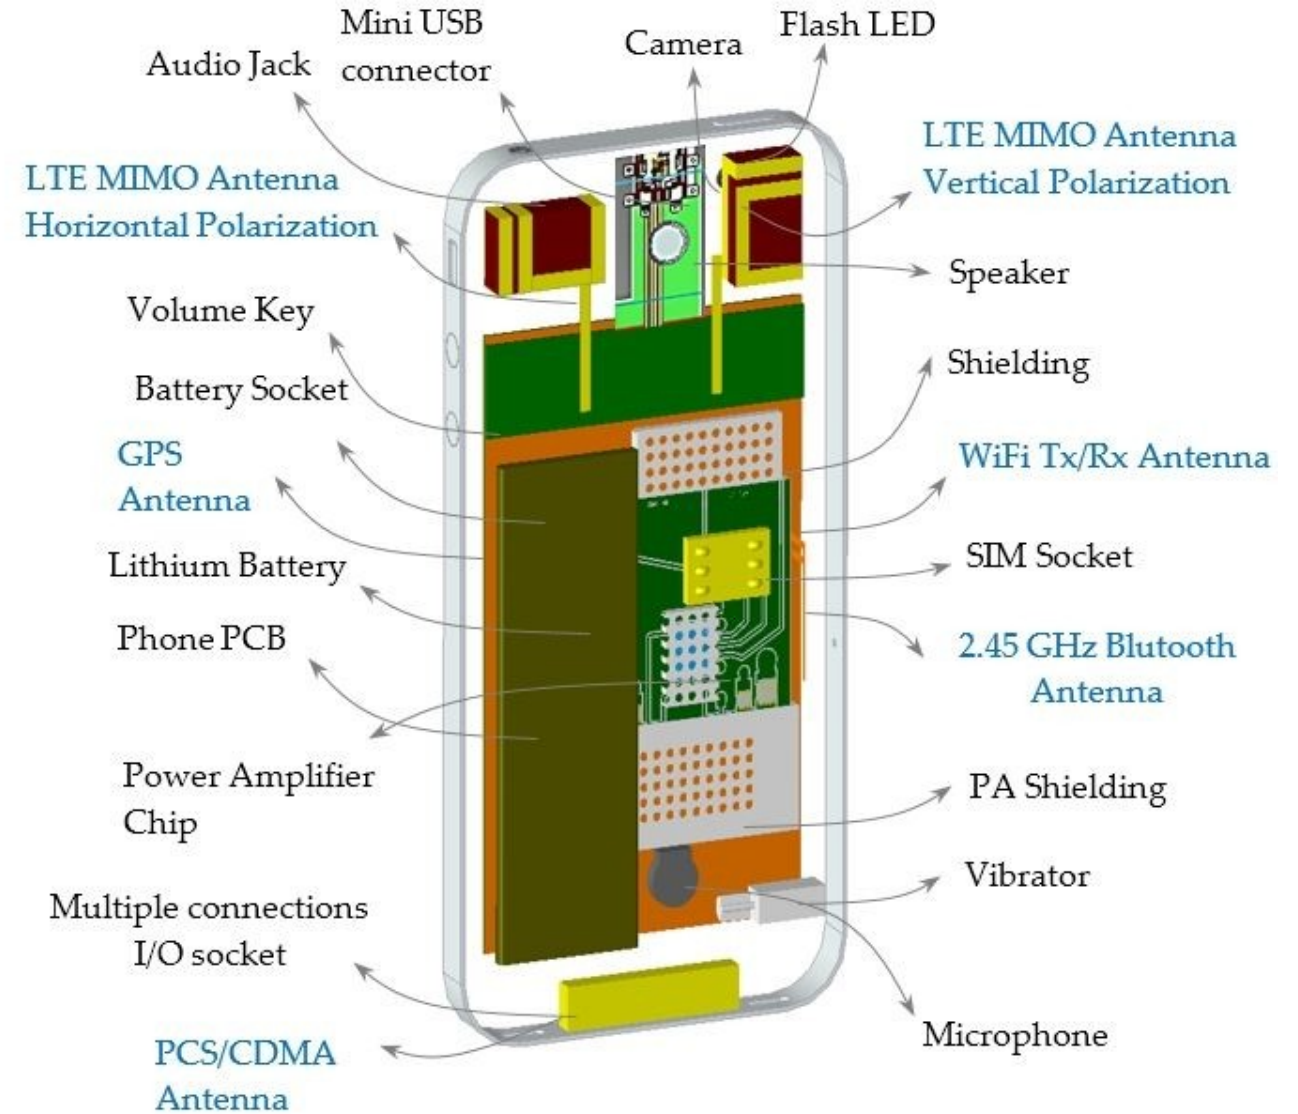 Mini USB
connector
Flash LED
Camera
Audio Jack
LTE MIMO Antenna
Vertical Polarization
LTE MIMO Antenna
Horizontal Polarization
Speaker
Volume Key
Shielding
Battery Socket
GPS
Antenna
WiFi Tx/Rx Antenna
Lithium Battery
SIM Socket
Phone PCB
2.45 GHz Blutooth
Antenna
Power Amplifier
Chip
PA Shielding
Vibrator
Multiple connections
I/O socket
Microphone
PCS/CDMA
Antenna